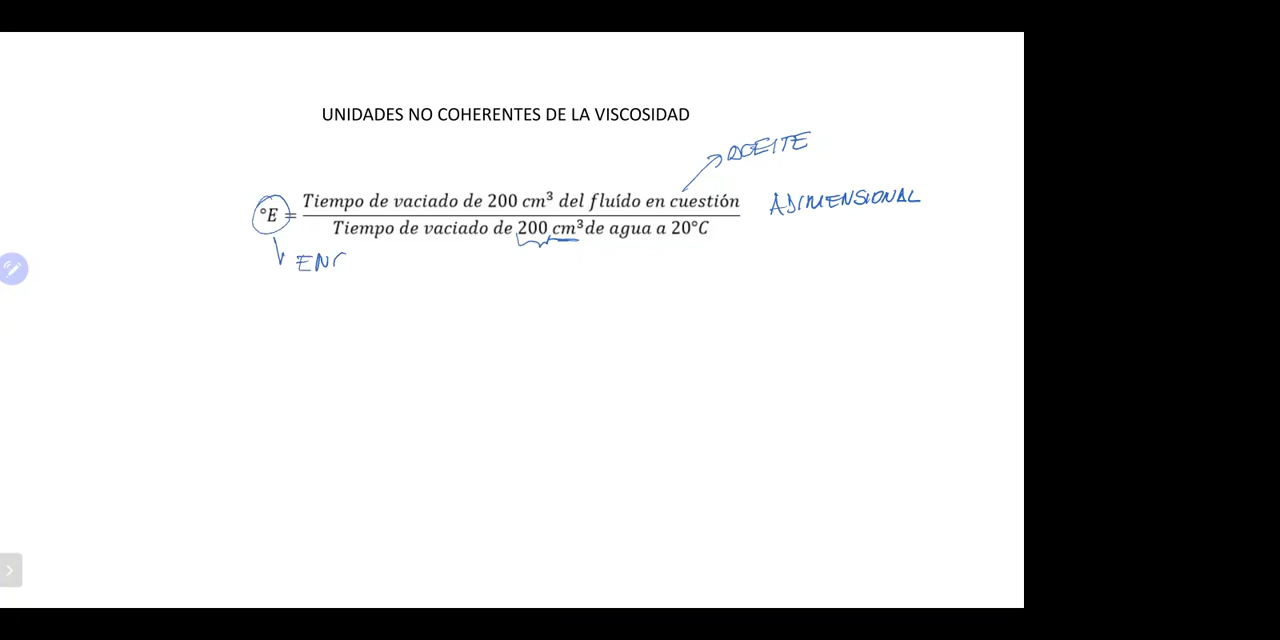 UNIDADES NO COHERENTES DE LA VISCOSIDAD
ACEITE
°E = Tiempo de vaciado de 200 cm³ del fluído en cuestión
Tiempo de vaciado de 200 cm³ de agua a 20°C
ADIMENSIONAL
ENG